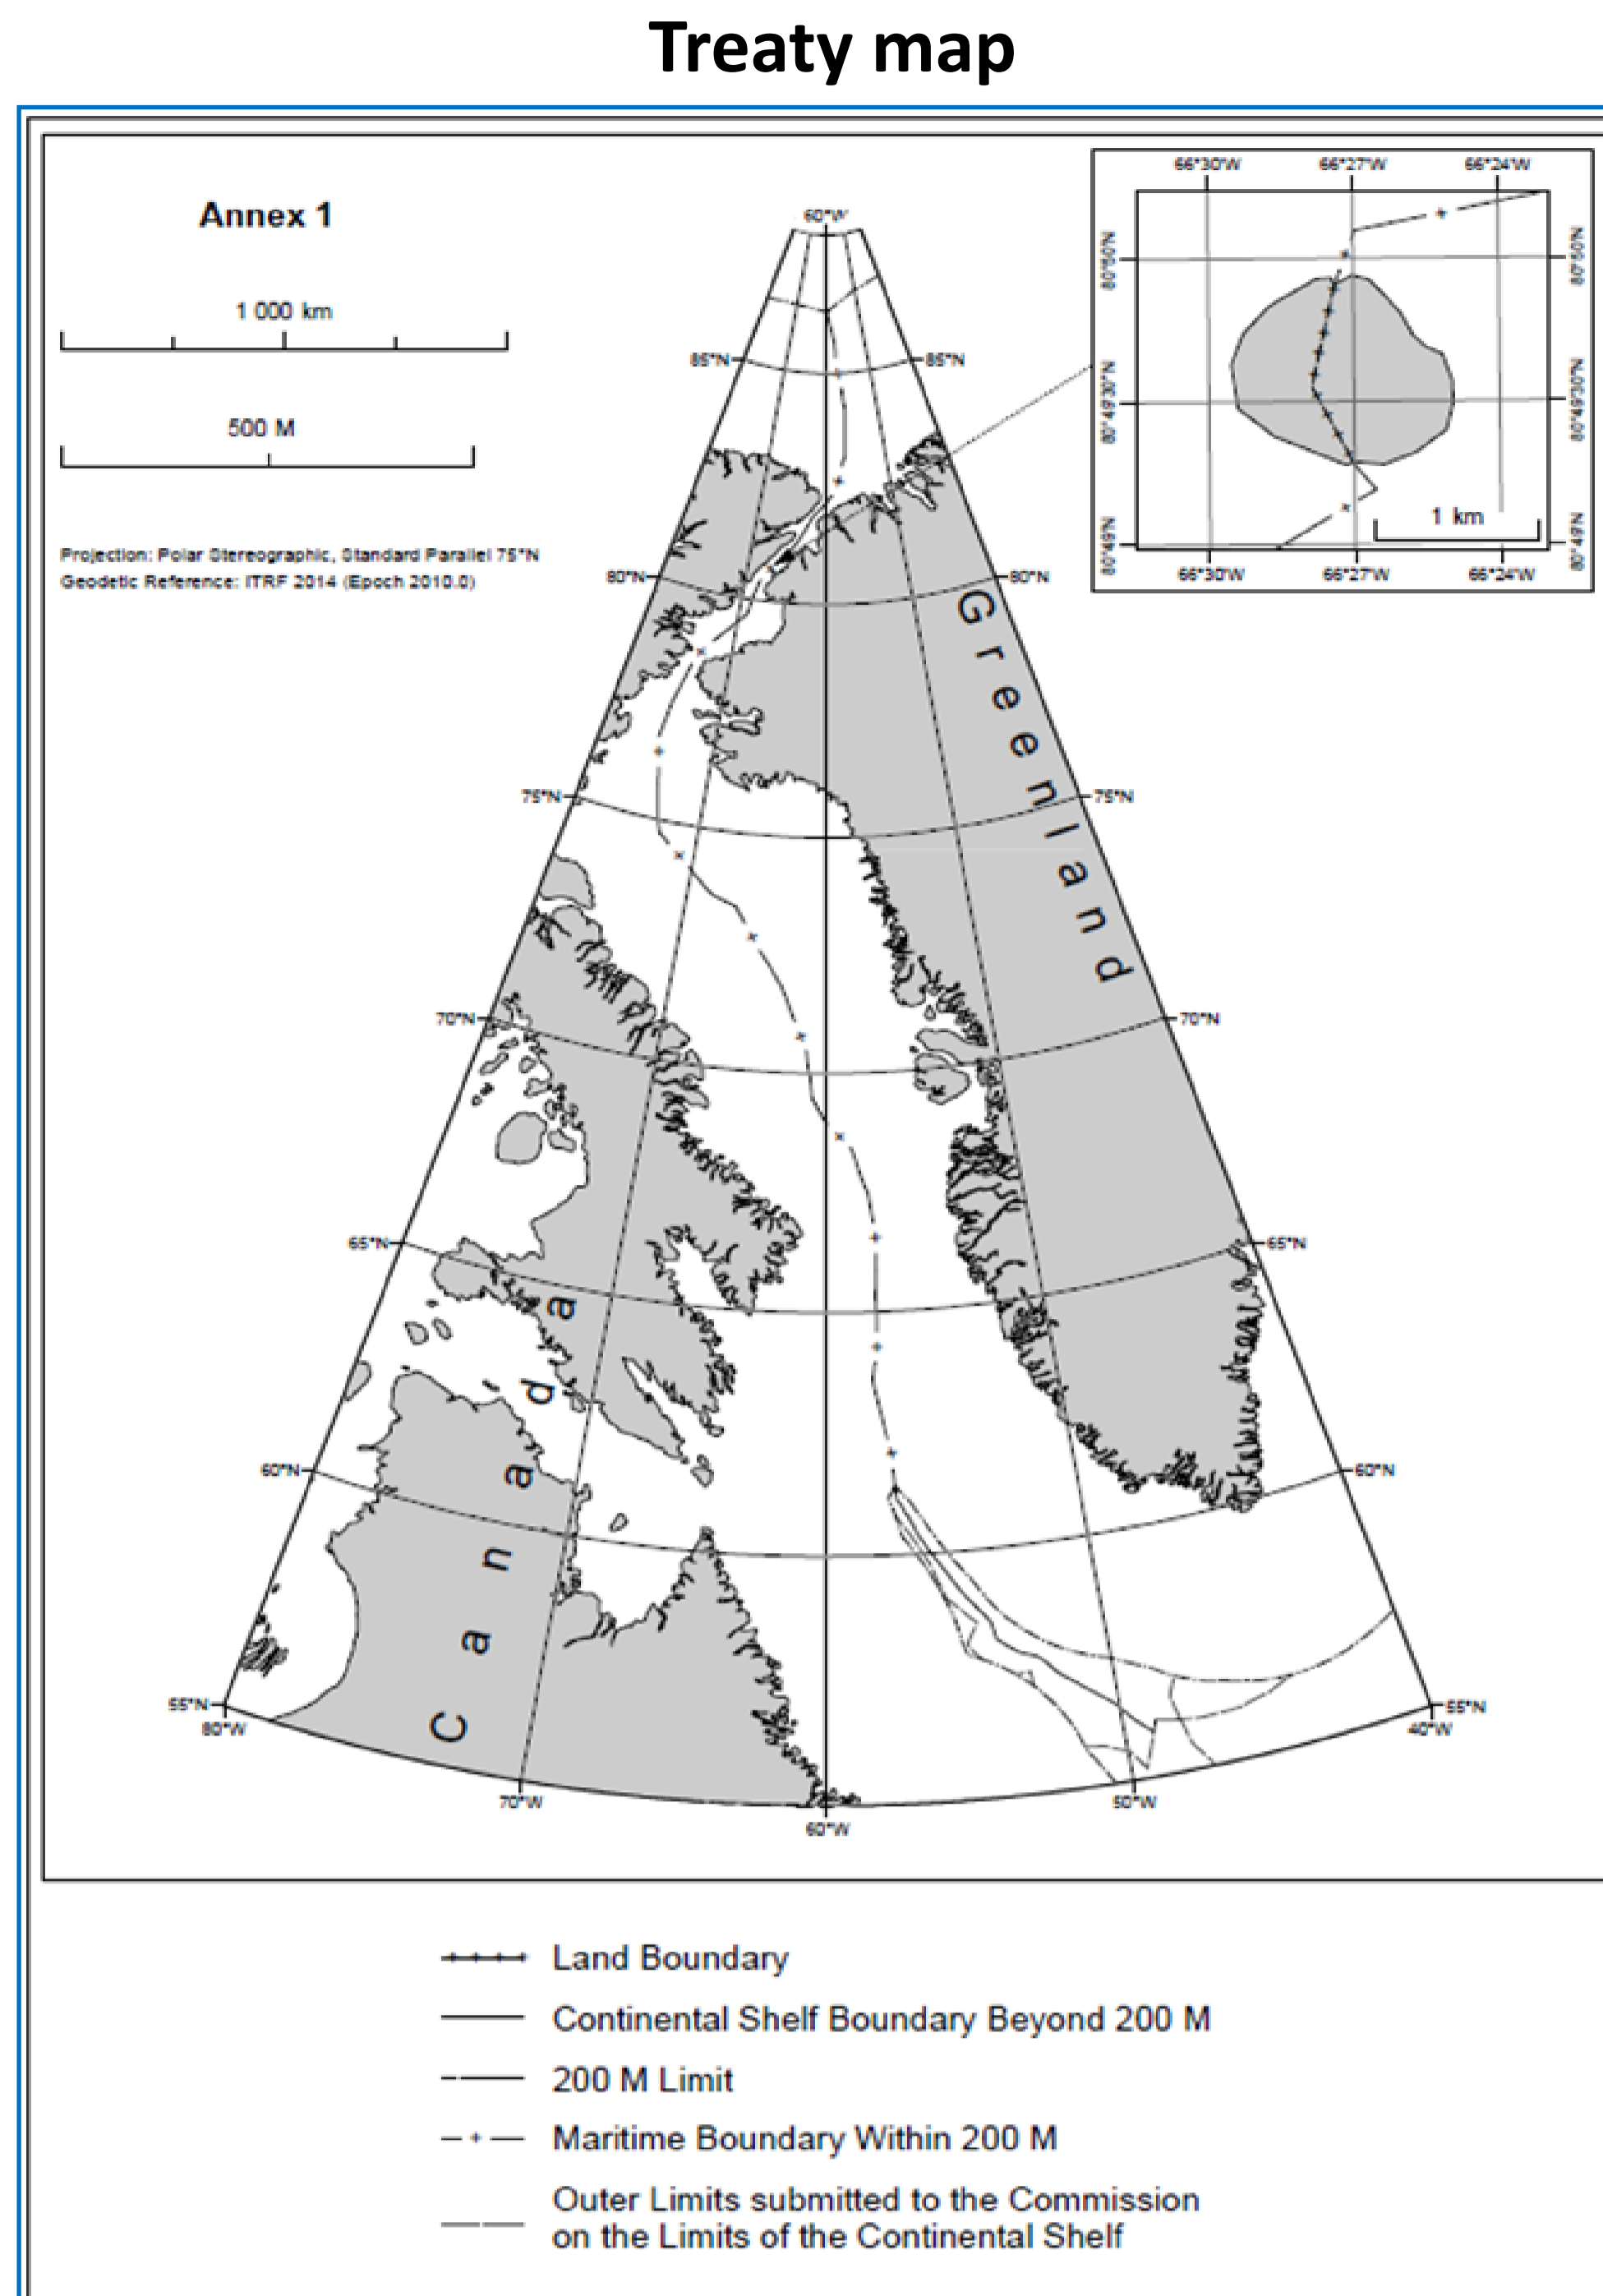 Treaty map
Annex 1
1 000 km
500 M
Projection: Polar Stereographic, Standard Parallel 75°N
Geodetic Reference: ITRF 2014 (Epoch 2010.0)
66°30'W 66°27'W 66°24'W
80°50'N 80°50'N
80°49'30"N 80°49'30"N
80°49'N 80°49'N
1 km
66°30'W 66°27'W 66°24'W
60°W
85°N 85°N
80°N 80°N
75°N 75°N
70°N 70°N
65°N 65°N
60°N 60°N
55°N 55°N
80°W 40°W
70°W 50°W
60°W
Greenland
Canada
Land Boundary
Continental Shelf Boundary Beyond 200 M
200 M Limit
Maritime Boundary Within 200 M
Outer Limits submitted to the Commission
on the Limits of the Continental Shelf